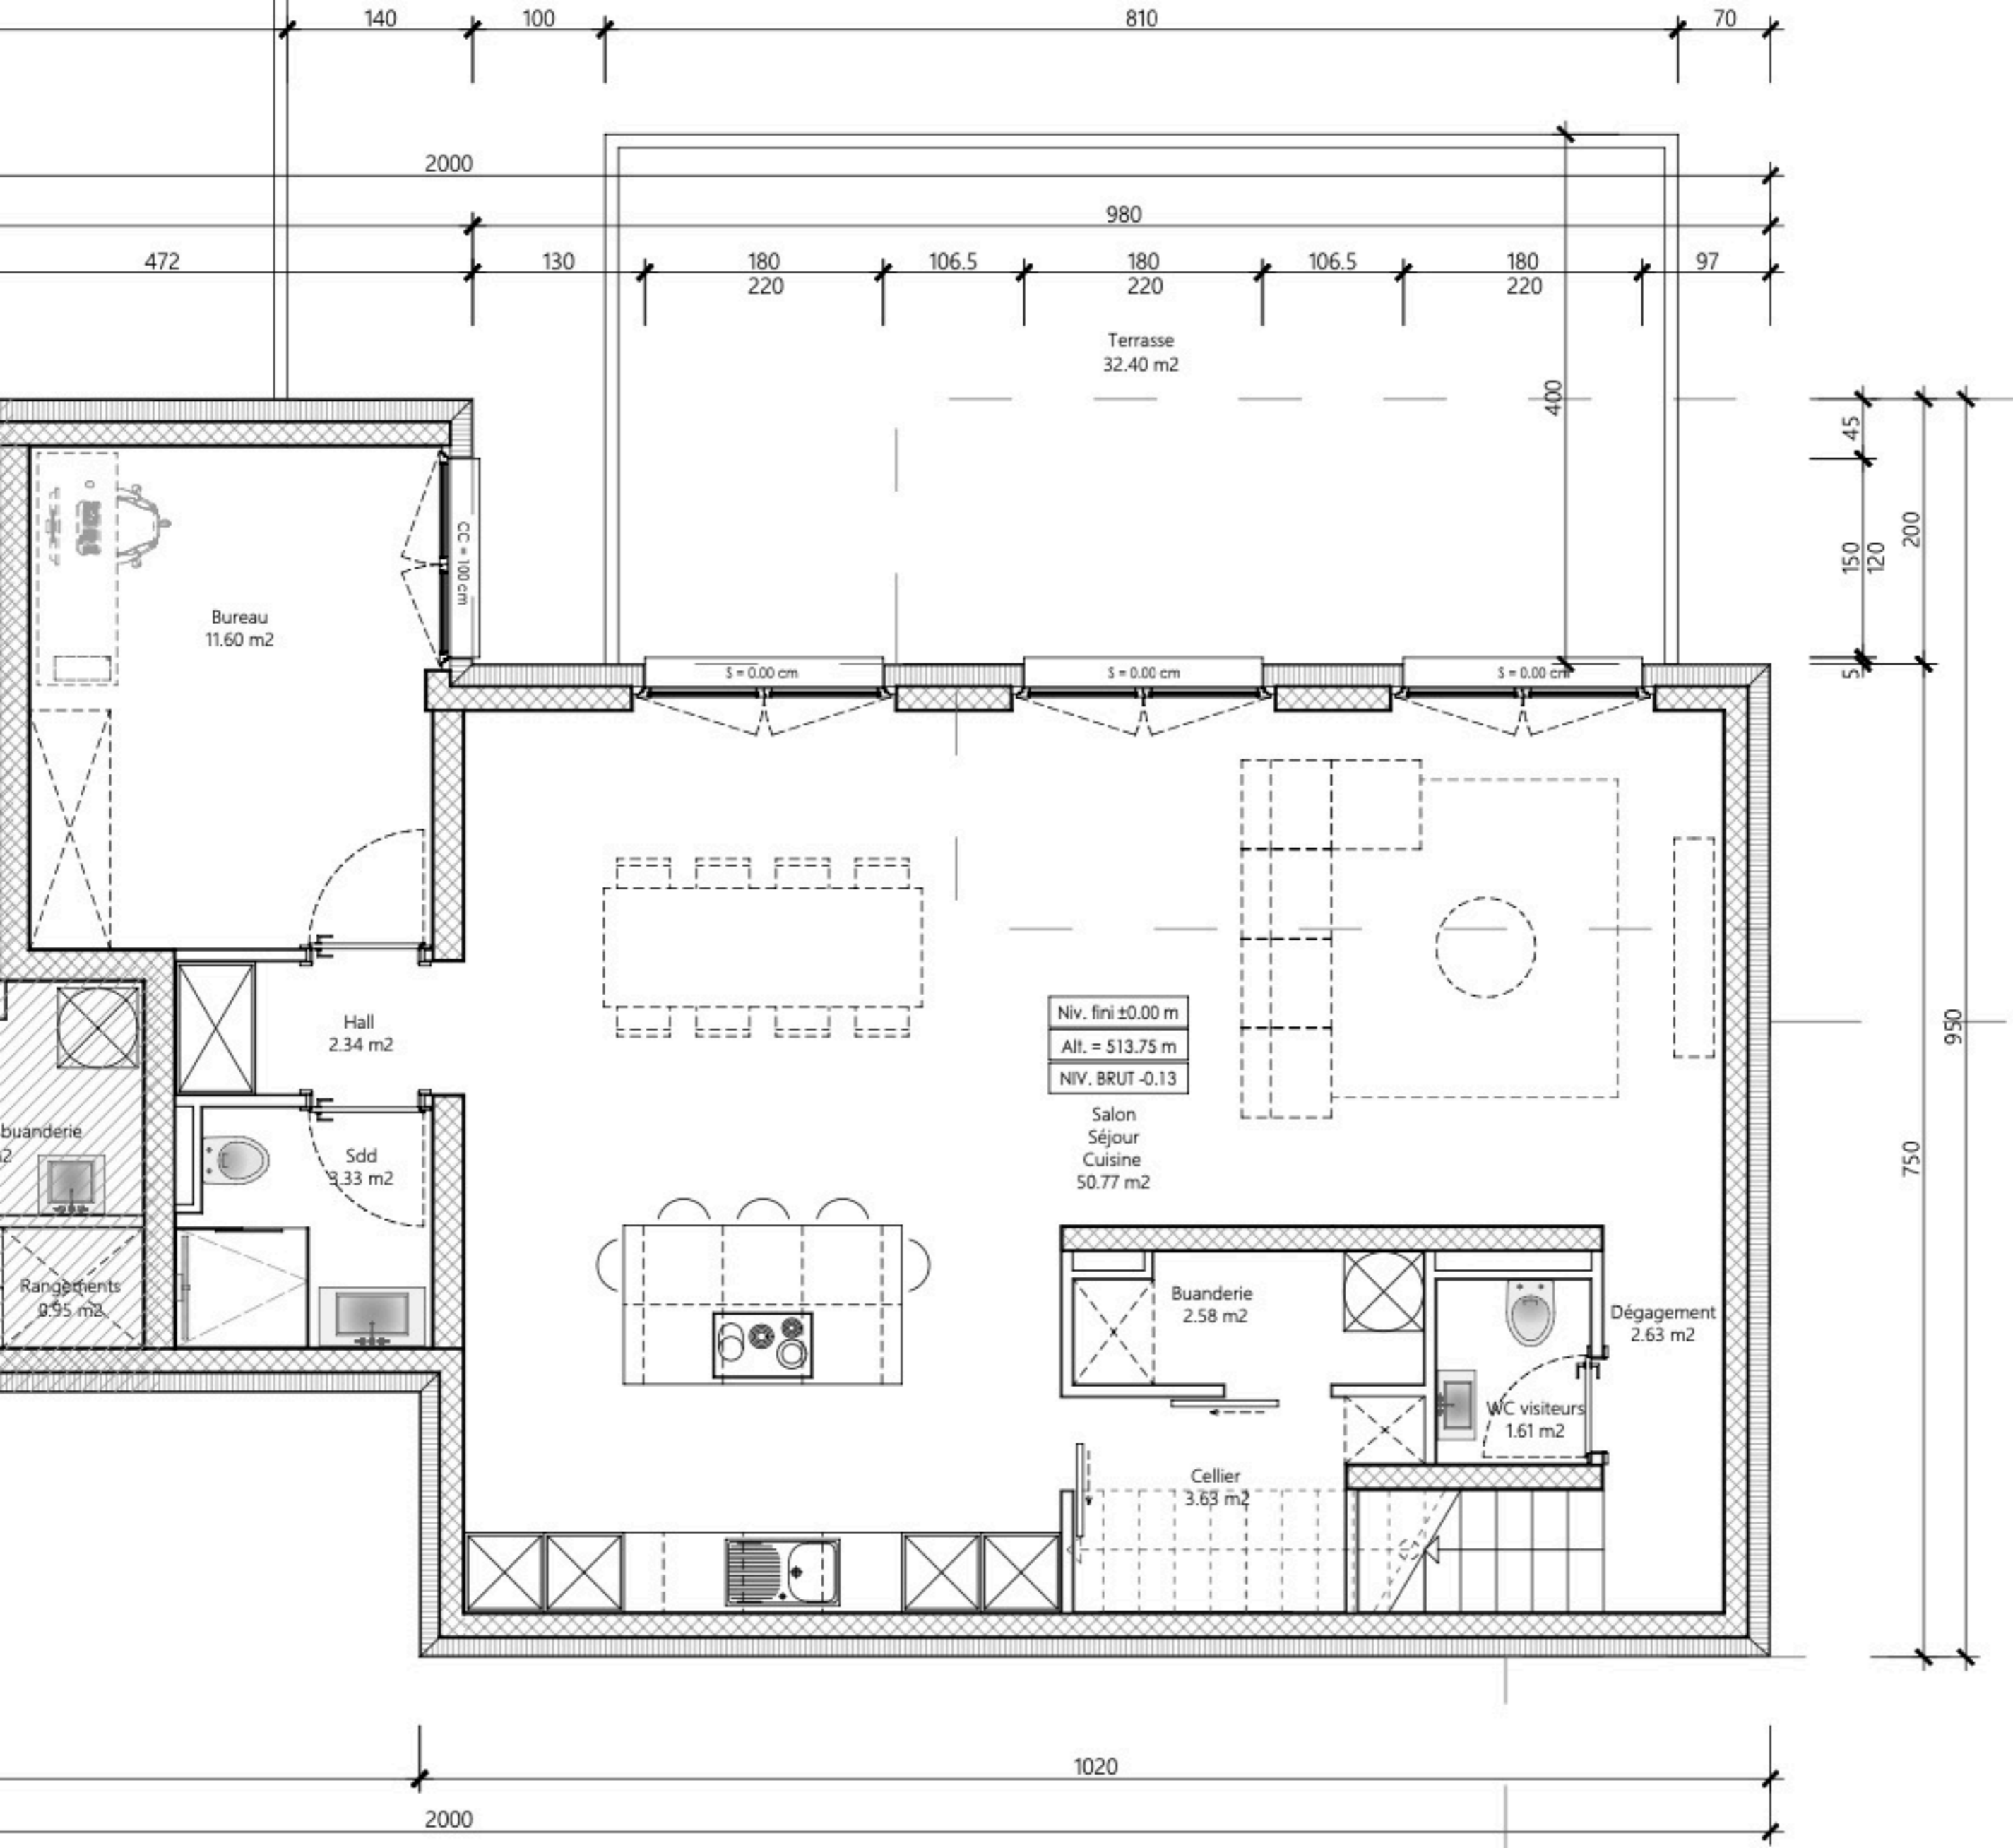 140
100
810
70
2000
980
472
130
180
106.5
180
106.5
180
97
220
220
220
Terrasse
32.40 m2
400
45
200
150
120
5
CC = 100 cm
Bureau
11.60 m2
S = 0.00 cm
S = 0.00 cm
S = 0.00 cm
Niv. fini ±0.00 m
Alt. = 513.75 m
NIV. BRUT -0.13
950
Hall
2.34 m2
Salon
Séjour
Cuisine
50.77 m2
buanderie
Sdd
3.33 m2
750
Rangements
0.95 m2
Buanderie
2.58 m2
Dégagement
2.63 m2
WC visiteurs
1.61 m2
Cellier
3.63 m2
1020
2000